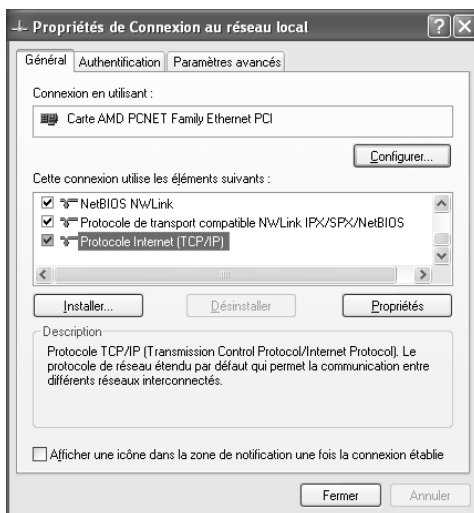 Propriétés de Connexion au réseau local
Général Authentification Paramètres avancés
Connexion en utilisant :
Carte AMD PCNET Family Ethernet PCI
Configurer...
Cette connexion utilise les éléments suivants :
NetBIOS NWLink
Protocole de transport compatible NWLink IPX/SPX/NetBIOS
Protocole Internet (TCP/IP)
Installer... Désinstaller Propriétés
Description
Protocole TCP/IP (Transmission Control Protocol/Internet Protocol). Le
protocole de réseau étendu par défaut qui permet la communication entre
différents réseaux interconnectés.
Afficher une icône dans la zone de notification une fois la connexion établie
Fermer Annuler